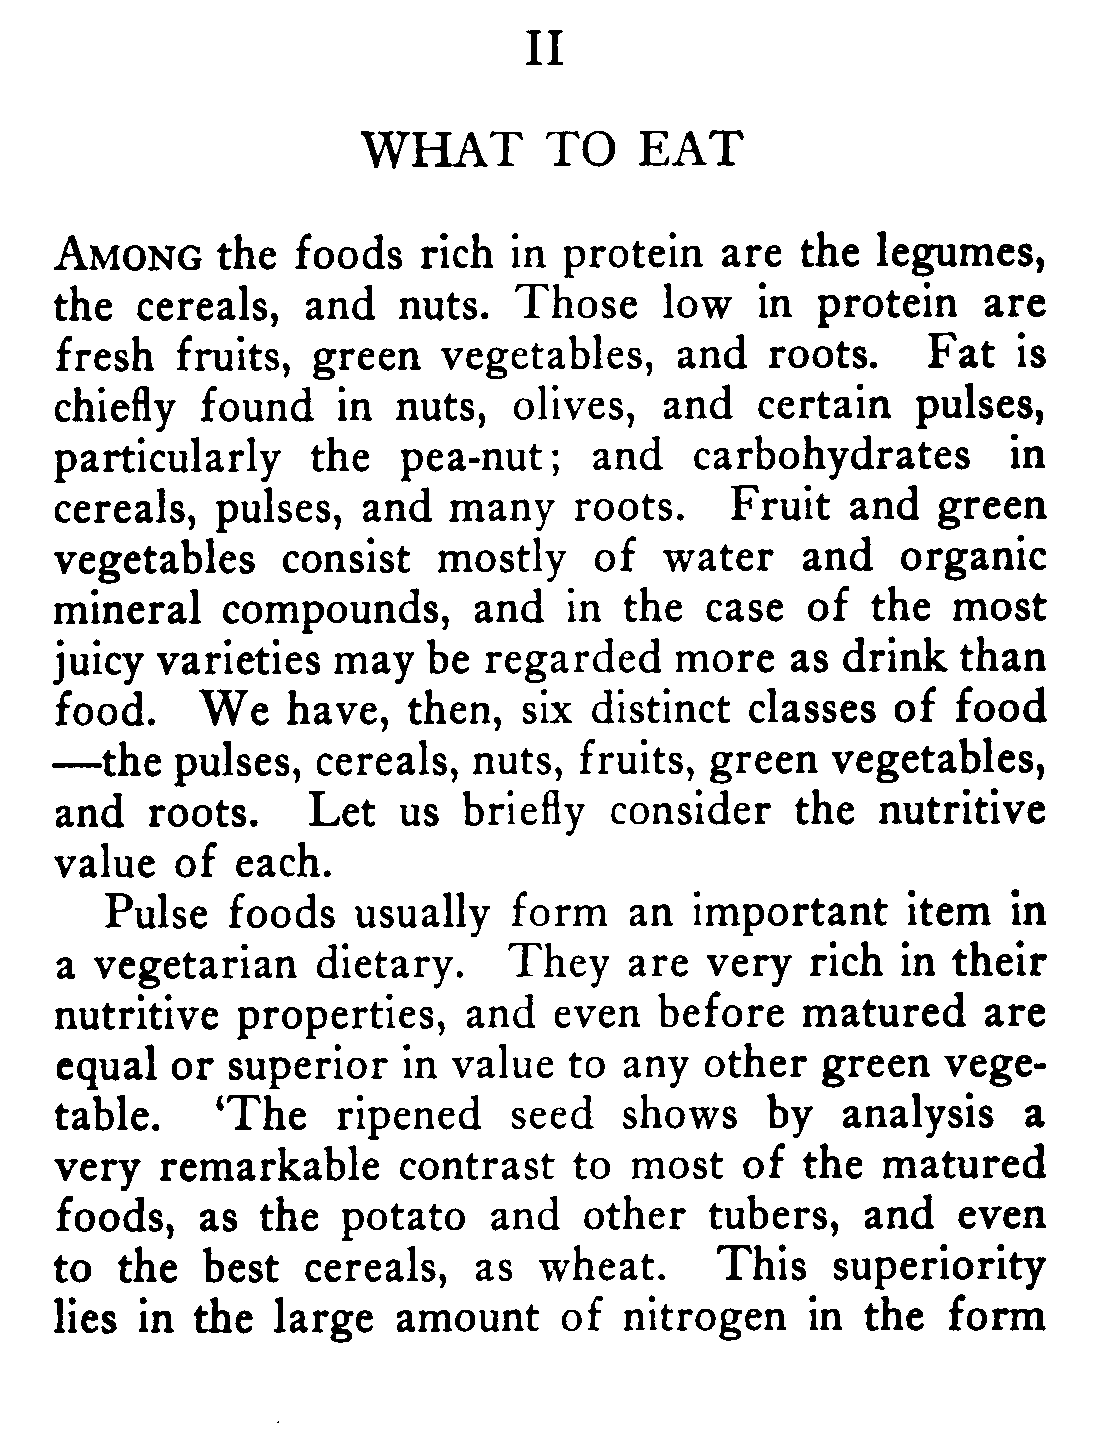 II
WHAT TO EAT
AMONG the foods rich in protein are the legumes,
the cereals, and nuts. Those low in protein are
fresh fruits, green vegetables, and roots. Fat is
chiefly found in nuts, olives, and certain pulses,
particularly the pea-nut; and carbohydrates in
cereals, pulses, and many roots. Fruit and green
vegetables consist mostly of water and organic
mineral compounds, and in the case of the most
juicy varieties may be regarded more as drink than
food. We have, then, six distinct classes of food
—the pulses, cereals, nuts, fruits, green vegetables,
and roots. Let us briefly consider the nutritive
value of each.
Pulse foods usually form an important item in
a vegetarian dietary. They are very rich in their
nutritive properties, and even before matured are
equal or superior in value to any other green vege-
table. ‘The ripened seed shows by analysis a
very remarkable contrast to most of the matured
foods, as the potato and other tubers, and even
to the best cereals, as wheat. This superiority
lies in the large amount of nitrogen in the form